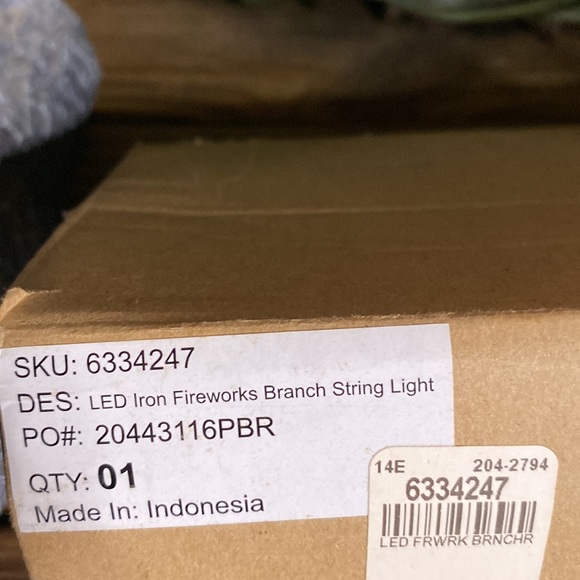 SKU: 6334247
DES: LED Iron Fireworks Branch String Light
PO#: 20443116PBR
QTY: 01
Made In: Indonesia
14E 204-2794
6334247
LED FRWRK BRNCHR